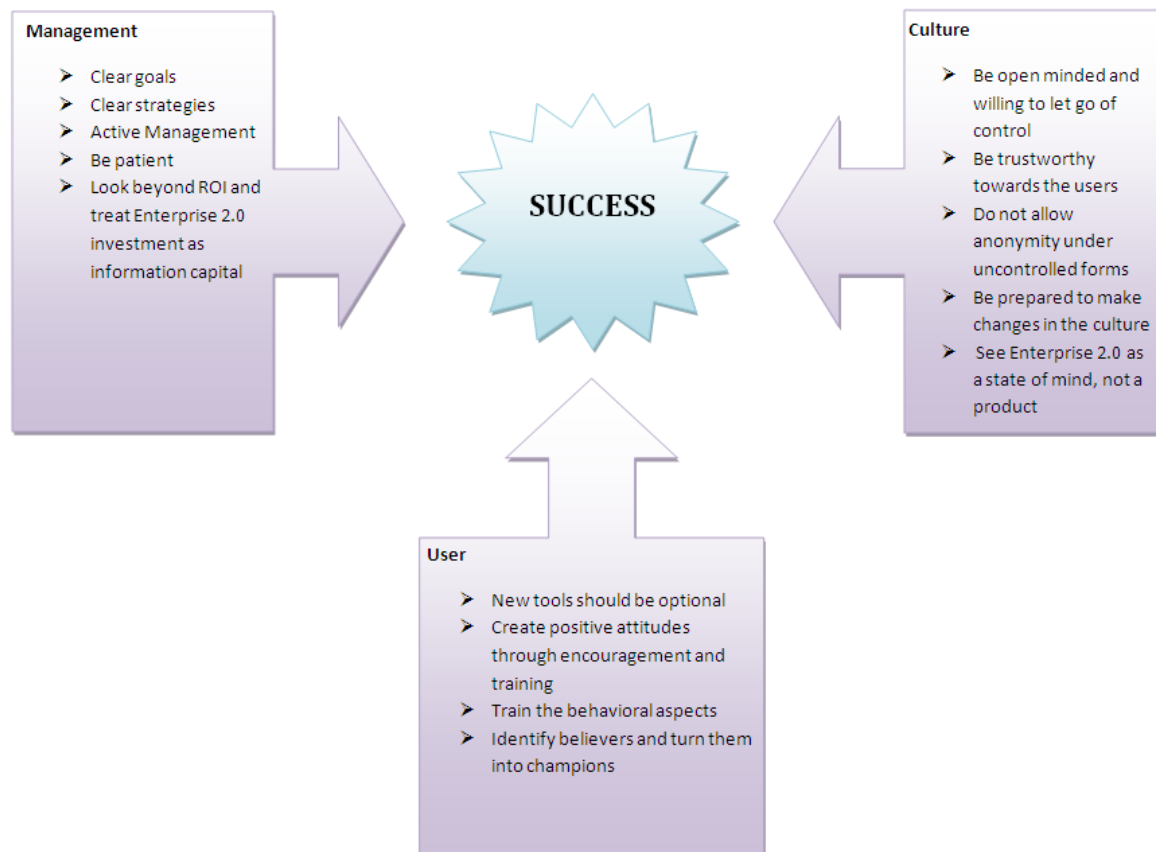 Management
➤ Clear goals
➤ Clear strategies
➤ Active Management
➤ Be patient
➤ Look beyond ROI and
treat Enterprise 2.0
investment as
information capital
SUCCESS
Culture
➤ Be open minded and
willing to let go of
control
➤ Be trustworthy
towards the users
➤ Do not allow
anonymity under
uncontrolled forms
➤ Be prepared to make
changes in the culture
➤ See Enterprise 2.0 as
a state of mind, not a
product
User
➤ New tools should be optional
➤ Create positive attitudes
through encouragement and
training
➤ Train the behavioral aspects
➤ Identify believers and turn them
into champions